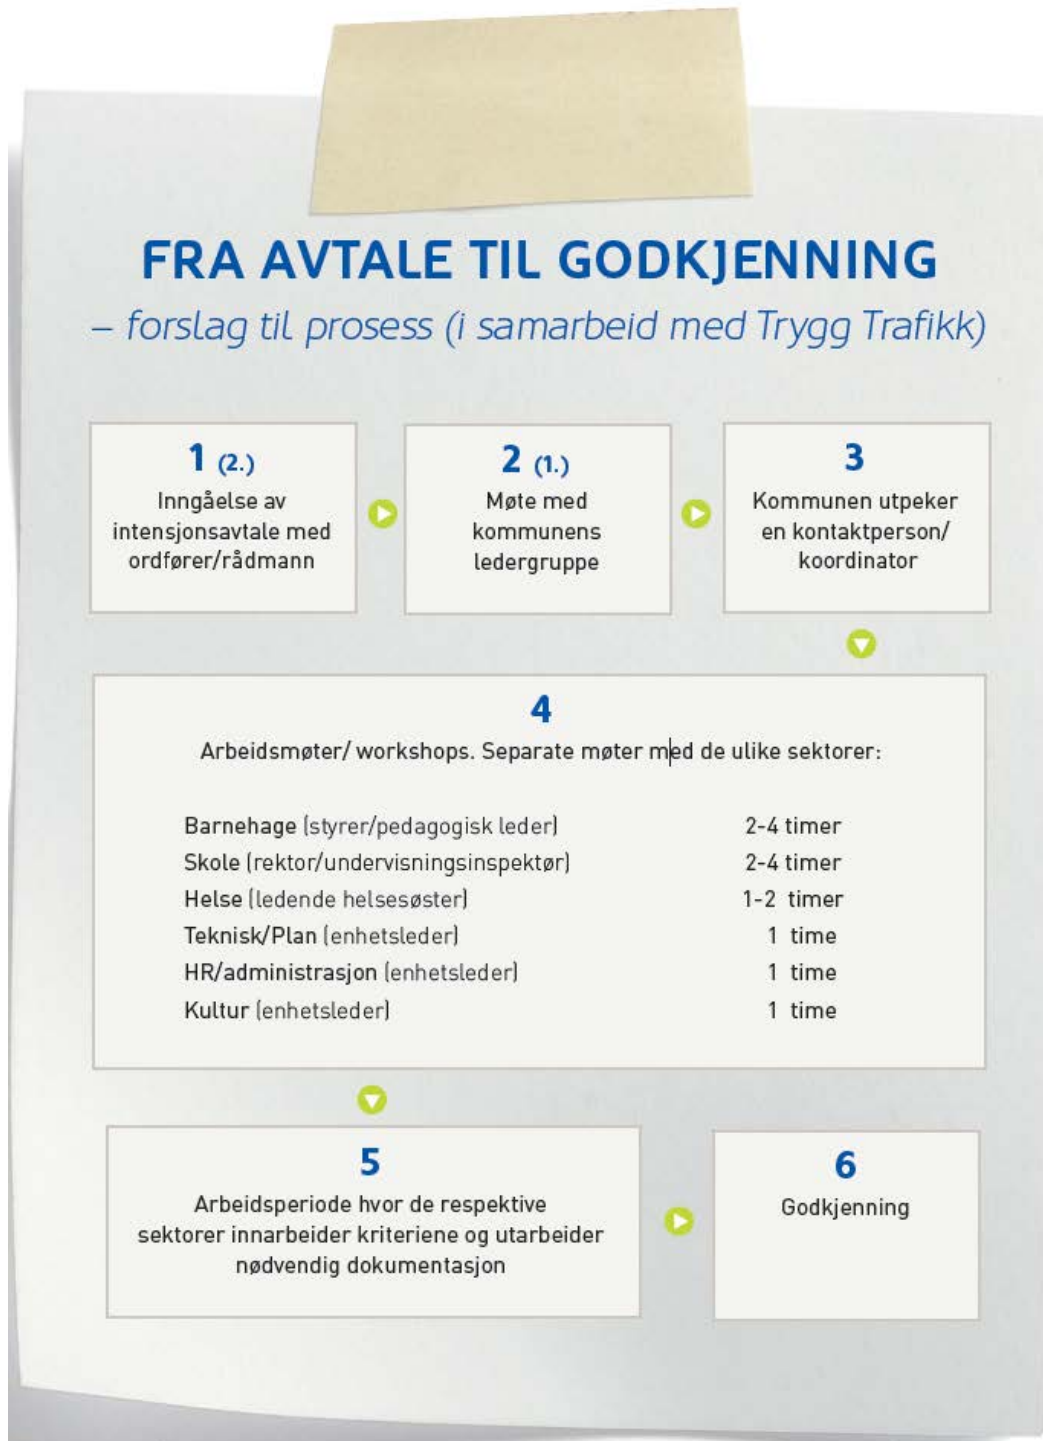 FRA AVTALE TIL GODKJENNING
– forslag til prosess (i samarbeid med Trygg Trafikk)
1 (2.)
Inngåelse av
intensjonsavtale med
ordfører/rådmann
2 (1.)
Møte med
kommunens
ledergruppe
3
Kommunen utpeker
en kontaktperson/
koordinator
4
Arbeidsmøter/ workshops. Separate møter med de ulike sektorer:
Barnehage (styrer/pedagogisk leder) 2-4 timer
Skole (rektor/undervisningsinspektør) 2-4 timer
Helse (ledende helsesøster) 1-2 timer
Teknisk/Plan (enhetsleder) 1 time
HR/administrasjon (enhetsleder) 1 time
Kultur (enhetsleder) 1 time
5
Arbeidsperiode hvor de respektive
sektorer innarbeider kriteriene og utarbeider
nødvendig dokumentasjon
6
Godkjenning